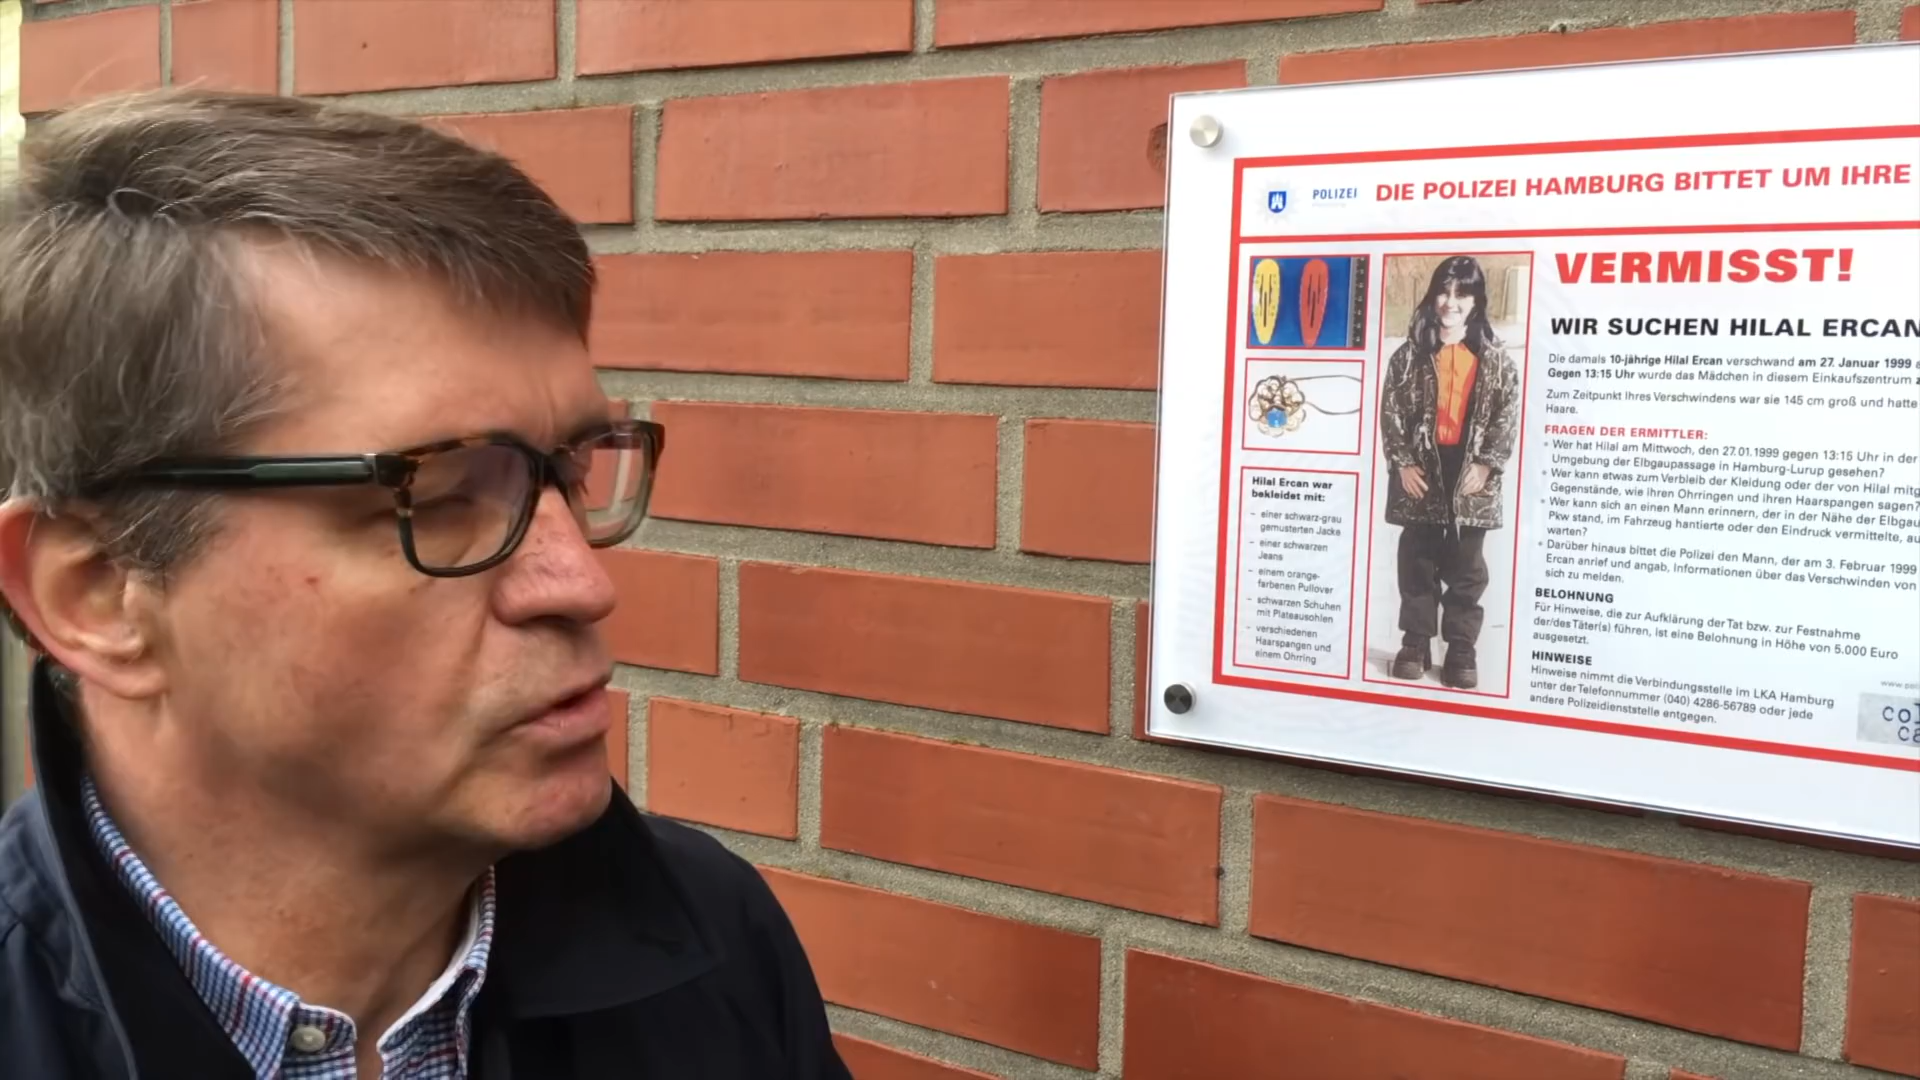 POLIZEI
DIE POLIZEI HAMBURG BITTET UM IHRE
VERMISST!
WIR SUCHEN HILAL ERCAN
Die damals 10-jährige Hilal Ercan verschwand am 27. Januar 1999
Gegen 13:15 Uhr wurde das Mädchen in diesem Einkaufszentrum
Zum Zeitpunkt Ihres Verschwindens war sie 145 cm groß und hatte
Haare.
FRAGEN DER ERMITTLER:
• Wer hat Hilal am Mittwoch, den 27.01.1999 gegen 13:15 Uhr in der
Umgebung der Elbgaupassage in Hamburg-Lurup gesehen?
• Wer kann etwas zum Verbleib der Kleidung oder der von Hilal mitg
Gegenstände, wie ihren Ohrringen und ihren Haarspangen sagen?
• Wer kann sich an einen Mann erinnern, der in der Nähe der Elbgau
Pkw stand, im Fahrzeug hantierte oder den Eindruck vermittelte, au
warten?
• Darüber hinaus bittet die Polizei den Mann, der am 3. Februar 1999
Ercan anrief und angab, Informationen über das Verschwinden von
sich zu melden.
BELOHNUNG
Für Hinweise, die zur Aufklärung der Tat bzw. zur Festnahme
der/des Täter(s) führen, ist eine Belohnung in Höhe von 5.000 Euro
ausgesetzt.
HINWEISE
Hinweise nimmt die Verbindungsstelle im LKA Hamburg
unter der Telefonnummer (040) 4286-56789 oder jede
andere Polizeidienststelle entgegen.
Hilal Ercan war
bekleidet mit:
– einer schwarz-grau
gemusterten Jacke
– einer schwarzen
Jeans
– einem orange-
farbenen Pullover
– schwarzen Schuhen
mit Plateausohlen
– verschiedenen
Haarspangen und
einem Ohrring
www.pol
col
ca